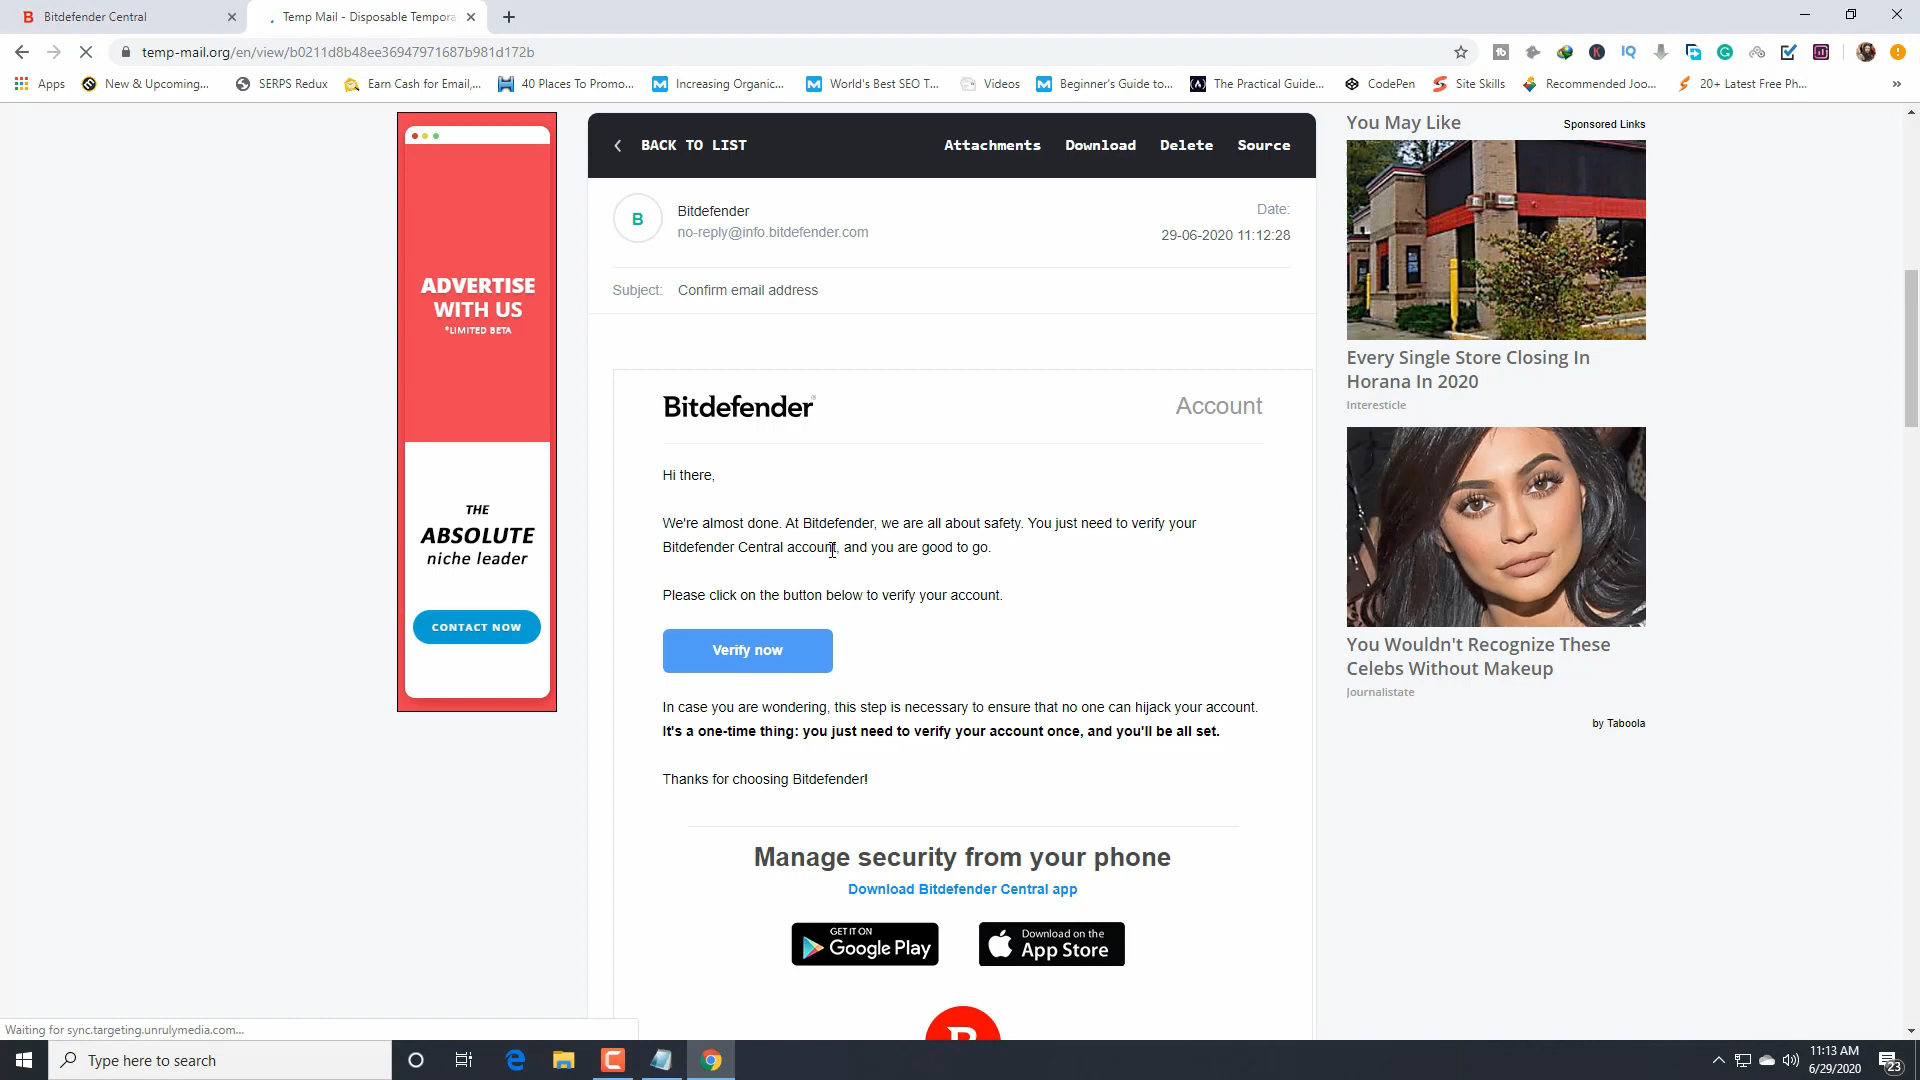 Bitdefender Central
Temp Mail - Disposable Tempora
temp-mail.org/en/view/b0211d8b48ee36947971687b981d172b
Apps
New & Upcoming...
SERPS Redux
Earn Cash for Email,...
40 Places To Promo...
Increasing Organic...
World's Best SEO T...
Videos
Beginner's Guide to...
The Practical Guide...
CodePen
Site Skills
Recommended Joo...
20+ Latest Free Ph...
ADVERTISE
WITH US
*LIMITED BETA
THE
ABSOLUTE
niche leader
CONTACT NOW
BACK TO LIST
Attachments
Download
Delete
Source
B
Bitdefender
no-reply@info.bitdefender.com
Date:
29-06-2020 11:12:28
Subject: Confirm email address
Bitdefender
Account
Hi there,
We're almost done. At Bitdefender, we are all about safety. You just need to verify your
Bitdefender Central account, and you are good to go.
Please click on the button below to verify your account.
Verify now
In case you are wondering, this step is necessary to ensure that no one can hijack your account.
It's a one-time thing: you just need to verify your account once, and you'll be all set.
Thanks for choosing Bitdefender!
Manage security from your phone
Download Bitdefender Central app
GET IT ON
Google Play
Download on the
App Store
You May Like
Sponsored Links
Every Single Store Closing In
Horana In 2020
Interesticle
You Wouldn't Recognize These
Celebs Without Makeup
Journalistate
by Taboola
Waiting for sync.targeting.unrulymedia.com...
Type here to search
11:13 AM
6/29/2020
23